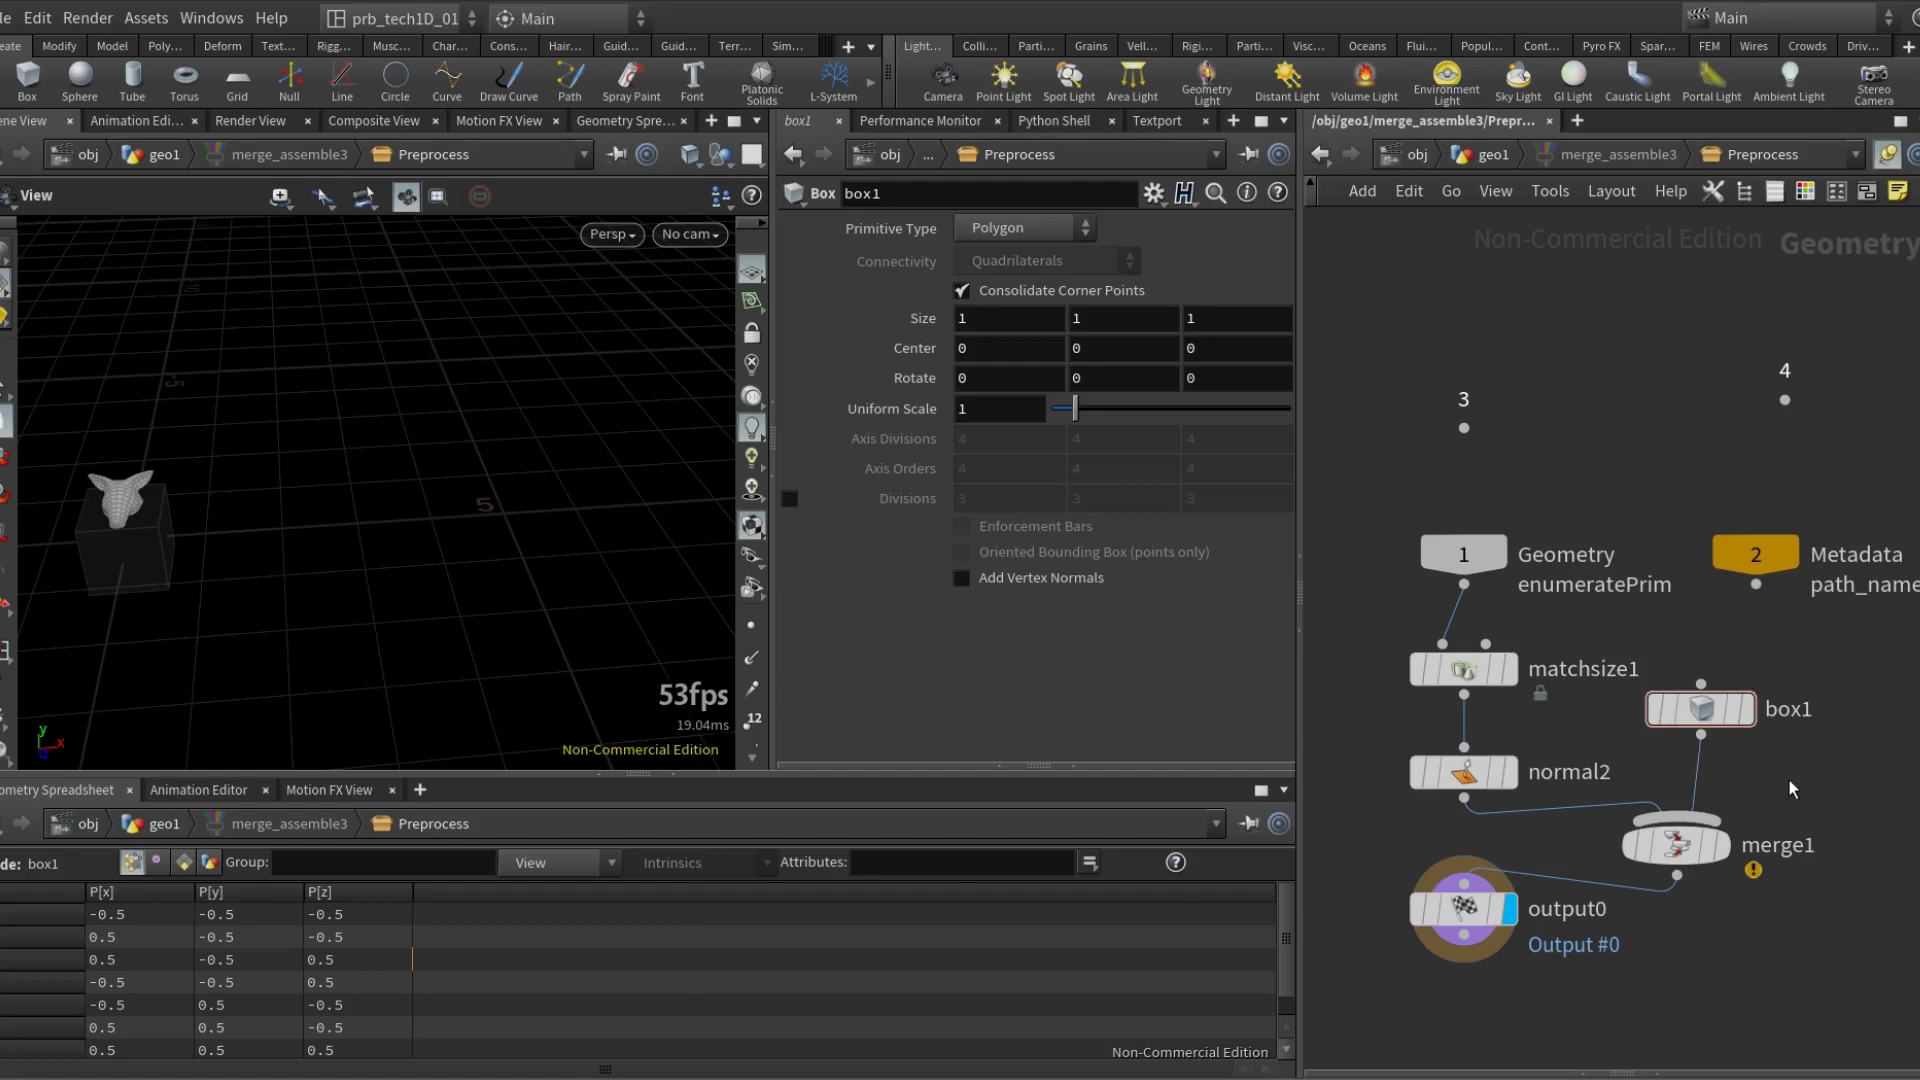 le Edit Render Assets Windows Help prb_tech1D_01 Main Main
eate Modify Model Poly... Deform Text... Rigg... Musc... Char... Cons... Hair... Guid... Guid... Terr... Sim...
Light... Colli... Parti... Grains Vell... Rigi... Parti... Visc... Oceans Flui... Popul... Cont... Pyro FX Spar... FEM Wires Crowds Driv...
Box Sphere Tube Torus Grid Null Line Circle Curve Draw Curve Path Spray Paint Font Platonic Solids L-System
Camera Point Light Spot Light Area Light Geometry Light Distant Light Volume Light Environment Light Sky Light GI Light Caustic Light Portal Light Ambient Light Stereo Camera
ene View Animation Edi... Render View Composite View Motion FX View Geometry Spre...
obj geo1 merge_assemble3 Preprocess
View
Persp No cam
5
5
53fps
19.04ms
Non-Commercial Edition
y
x
12
box1 Performance Monitor Python Shell Textport
obj ... Preprocess
Box box1
Primitive Type Polygon
Connectivity Quadrilaterals
Consolidate Corner Points
Size 1 1 1
Center 0 0 0
Rotate 0 0 0
Uniform Scale 1
Axis Divisions 4 4 4
Axis Orders 4 4 4
Divisions 3 3 3
Enforcement Bars
Oriented Bounding Box (points only)
Add Vertex Normals
/obj/geo1/merge_assemble3/Prepr...
obj geo1 merge_assemble3 Preprocess
Add Edit Go View Tools Layout Help
Non-Commercial Edition Geometry
3
4
1 Geometry
enumeratePrim
2 Metadata
path_name
matchsize1
box1
normal2
merge1
output0
Output #0
ometry Spreadsheet Animation Editor Motion FX View
obj geo1 merge_assemble3 Preprocess
de: box1 Group: View Intrinsics Attributes:
P[x] P[y] P[z]
-0.5 -0.5 -0.5
0.5 -0.5 -0.5
0.5 -0.5 0.5
-0.5 -0.5 0.5
-0.5 0.5 -0.5
0.5 0.5 -0.5
0.5 0.5 0.5
Non-Commercial Edition